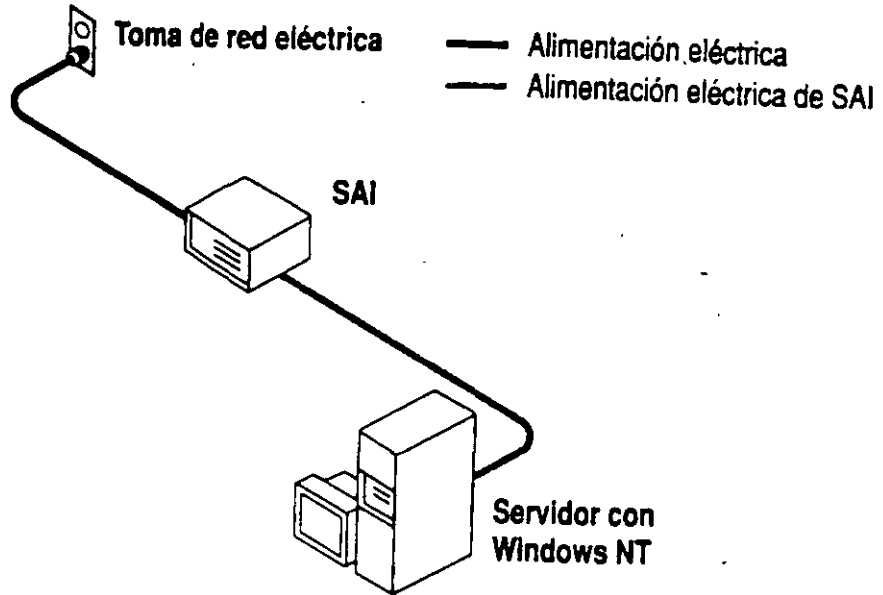 Toma de red eléctrica
Alimentación eléctrica
Alimentación eléctrica de SAI
SAI
Servidor con
Windows NT